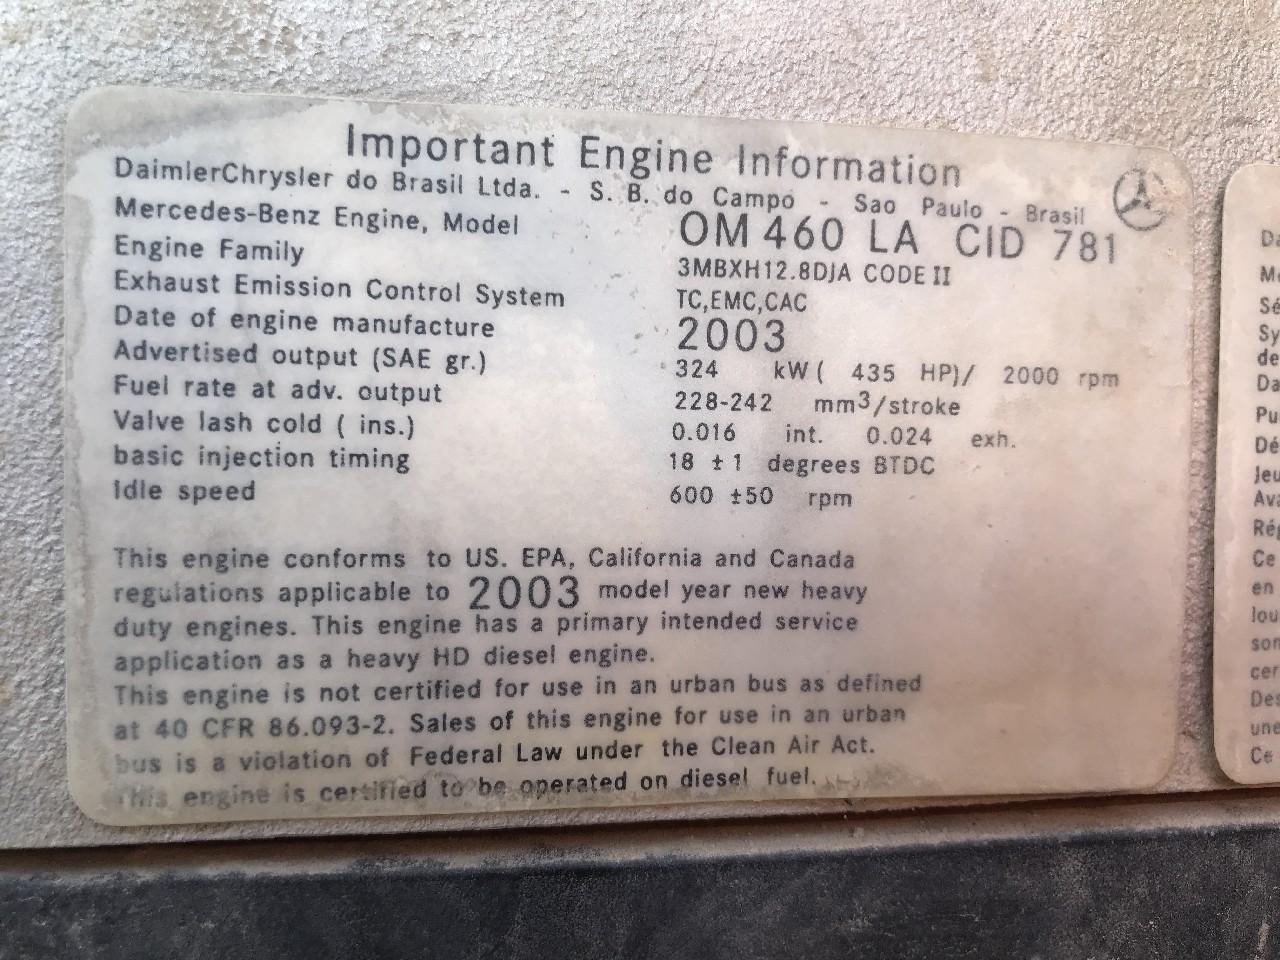 Important Engine Information
DaimlerChrysler do Brasil Ltda. - S. B. do Campo - Sao Paulo - Brasil
Mercedes-Benz Engine, Model OM 460 LA CID 781
Engine Family 3MBXH12.8DJA CODE II
Exhaust Emission Control System TC,EMC,CAC
Date of engine manufacture 2003
Advertised output (SAE gr.) 324 kW ( 435 HP)/ 2000 rpm
Fuel rate at adv. output 228-242 mm³/stroke
Valve lash cold ( ins.) 0.016 int. 0.024 exh.
basic injection timing 18 ±1 degrees BTDC
Idle speed 600 ±50 rpm
This engine conforms to US. EPA, California and Canada
regulations applicable to 2003 model year new heavy
duty engines. This engine has a primary intended service
application as a heavy HD diesel engine.
This engine is not certified for use in an urban bus as defined
at 40 CFR 86.093-2. Sales of this engine for use in an urban
bus is a violation of Federal Law under the Clean Air Act.
This engine is certified to be operated on diesel fuel.
Ce
en
une
Ce